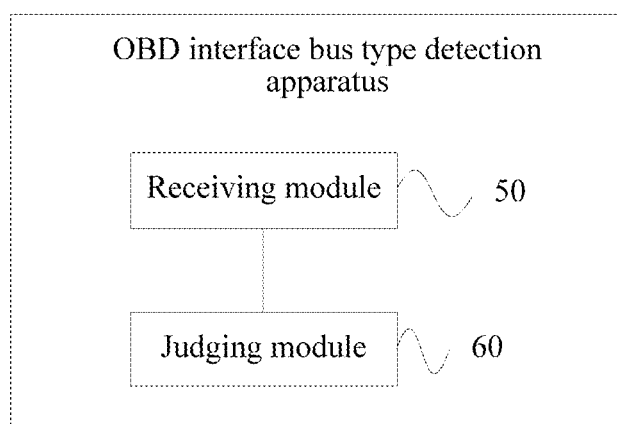 OBD interface bus type detection
apparatus
Receiving module
50
Judging module
60